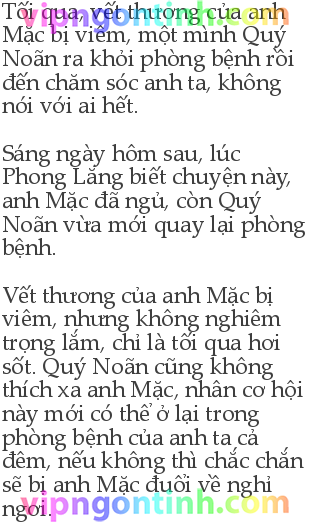 Tối qua, vết thương của anh
Mặc bị viêm, một mình Quý
Noãn ra khỏi phòng bệnh rồi
đến chăm sóc anh ta, không
nói với ai hết.
Sáng ngày hôm sau, lúc
Phong Lăng biết chuyện này,
anh Mặc đã ngủ, còn Quý
Noãn vừa mới quay lại phòng
bệnh.
Vết thương của anh Mặc bị
viêm, nhưng không nghiêm
trọng lắm, chỉ là tối qua hơi
sốt. Quý Noãn cũng không
thích xa anh Mặc, nhân cơ hội
này mới có thể ở lại trong
phòng bệnh của anh ta cả
đêm, nếu không thì chắc chắn
sẽ bị anh Mặc đuổi về nghỉ
ngơi.
vipngontinh.com
vipngontinh.com